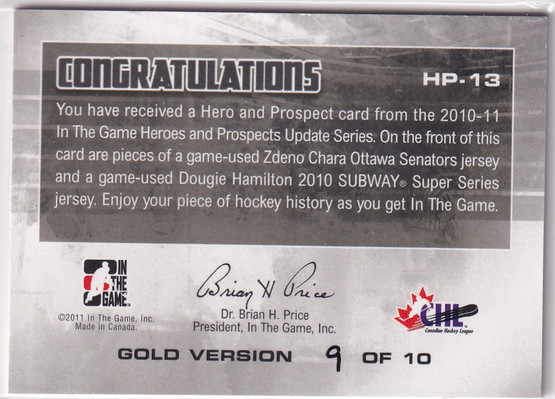 CONGRATULATIONS
HP-13
You have received a Hero and Prospect card from the 2010-11
In The Game Heroes and Prospects Update Series. On the front of this
card are pieces of a game-used Zdeno Chara Ottawa Senators jersey
and a game-used Dougie Hamilton 2010 SUBWAY® Super Series
jersey. Enjoy your piece of hockey history as you get In The Game.
IN
THE
GAME
©2011 In The Game, Inc.
Made in Canada.
Brian H Price
Dr. Brian H. Price
President, In The Game, Inc.
CHL
Canadian Hockey League
GOLD VERSION 9 OF 10